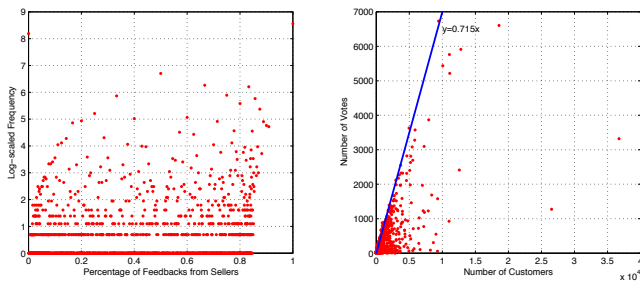 9
8
7
6
5
4
3
2
1
0
0 0.2 0.4 0.6 0.8 1
Log−scaled Frequency
Percentage of Feedbacks from Sellers
7000
6000
5000
4000
3000
2000
1000
0
0 0.5 1 1.5 2 2.5 3 3.5 4
x 10⁴
Number of Votes
Number of Customers
y=0.715x